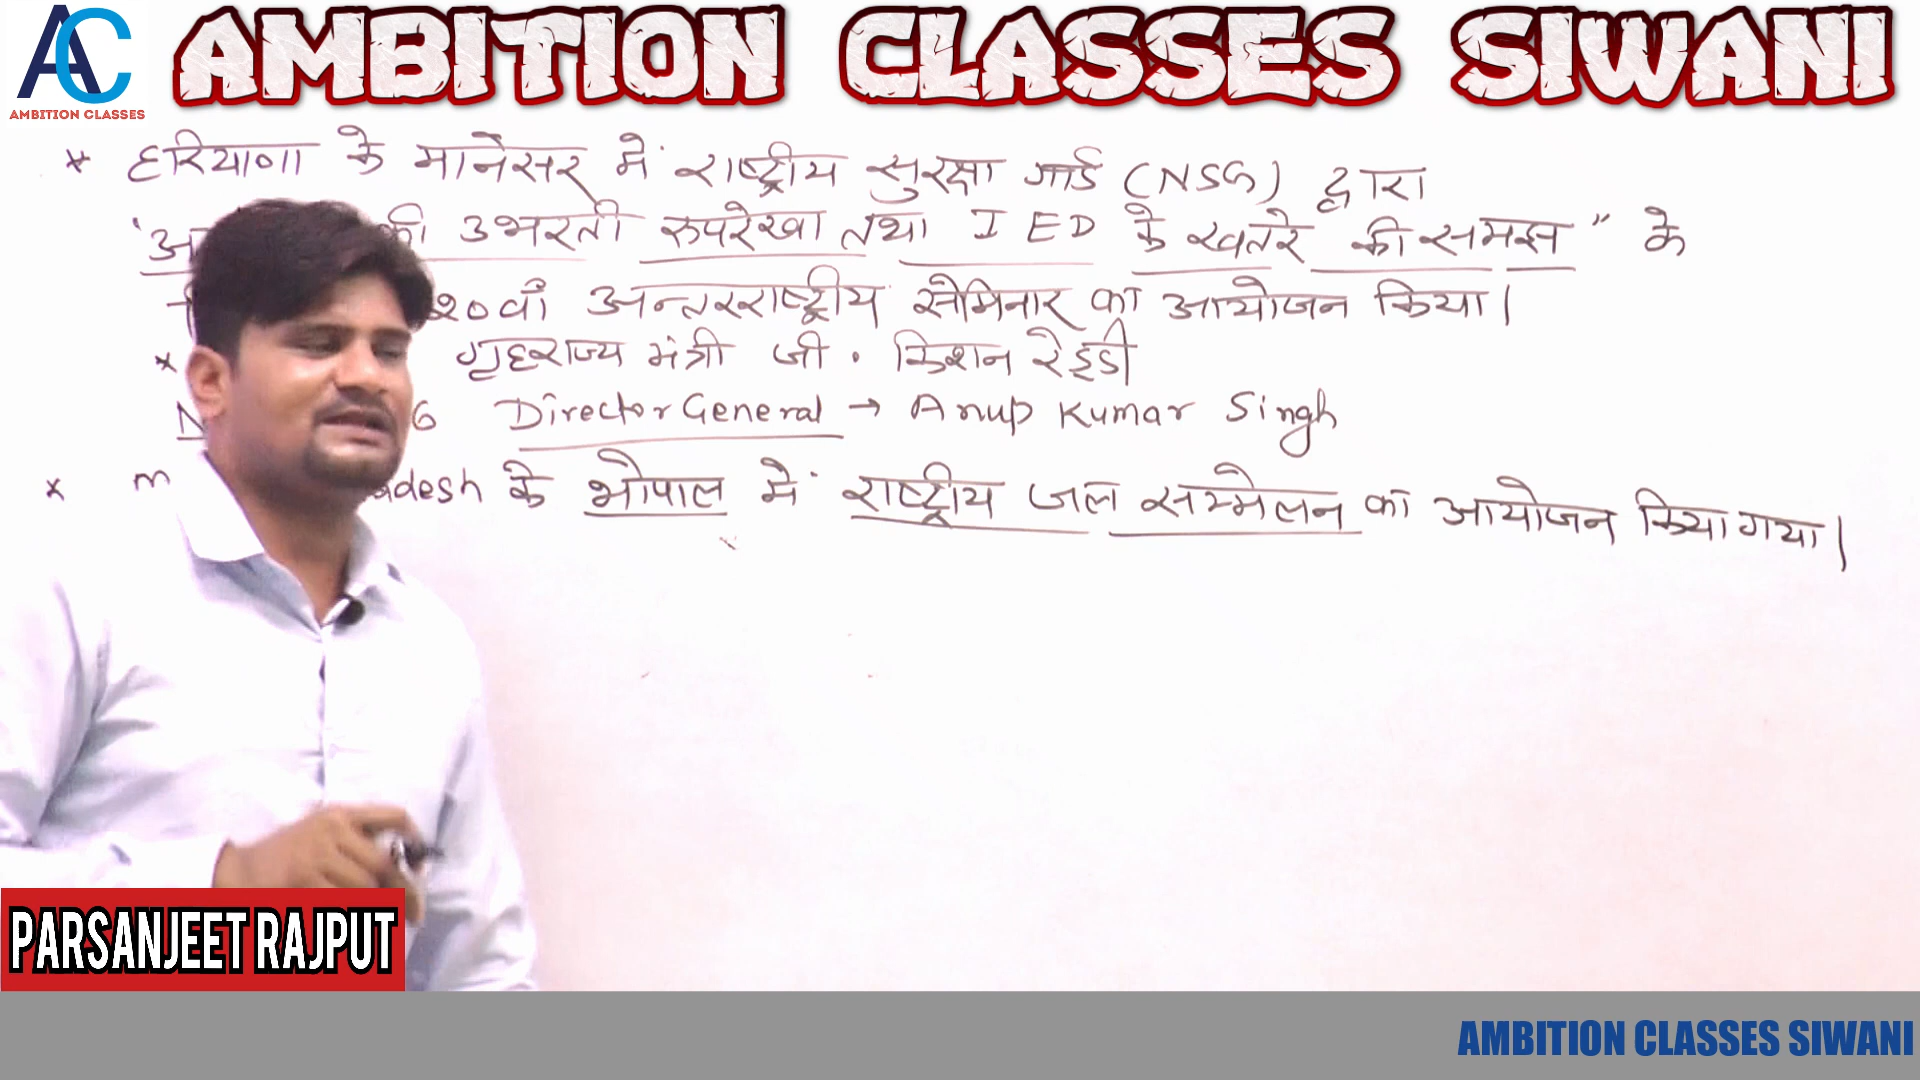 AC
AMBITION CLASSES
AMBITION CLASSES SIWANI
* हरियाणा के मानेसर में राष्ट्रीय सुरक्षा गार्ड (NSG) द्वारा
की उभरती रुपरेखा तथा IED के खतरे की समझ" के
20वाँ अन्तरराष्ट्रीय सेमिनार का आयोजन किया।
* गृहराज्य मंत्री जी. किशन रेड्डी
N G Director General → Anup Kumar Singh
* m adesh के भोपाल में राष्ट्रीय जल सम्मेलन का आयोजन किया गया।
PARSANJEET RAJPUT
AMBITION CLASSES SIWANI